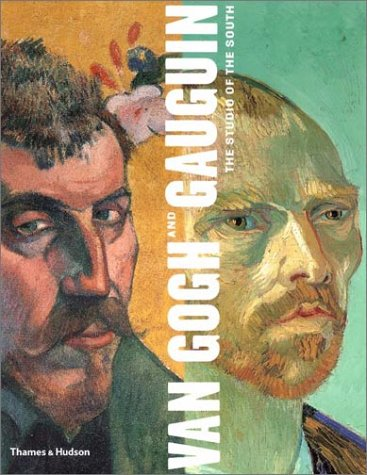 VAN GOGH AND GAUGUIN
THE STUDIO OF THE SOUTH
Thames & Hudson